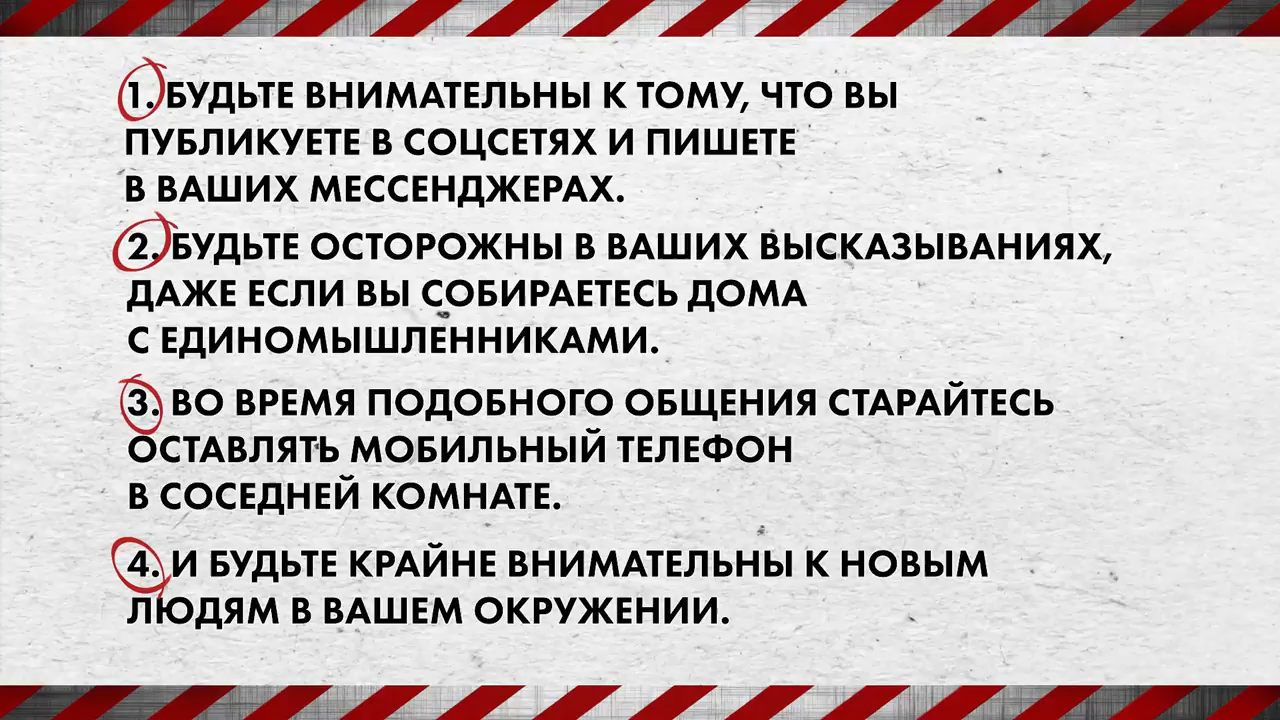 1. БУДЬТЕ ВНИМАТЕЛЬНЫ К ТОМУ, ЧТО ВЫ
ПУБЛИКУЕТЕ В СОЦСЕТЯХ И ПИШЕТЕ
В ВАШИХ МЕССЕНДЖЕРАХ.
2. БУДЬТЕ ОСТОРОЖНЫ В ВАШИХ ВЫСКАЗЫВАНИЯХ,
ДАЖЕ ЕСЛИ ВЫ СОБИРАЕТЕСЬ ДОМА
С ЕДИНОМЫШЛЕННИКАМИ.
3. ВО ВРЕМЯ ПОДОБНОГО ОБЩЕНИЯ СТАРАЙТЕСЬ
ОСТАВЛЯТЬ МОБИЛЬНЫЙ ТЕЛЕФОН
В СОСЕДНЕЙ КОМНАТЕ.
4. И БУДЬТЕ КРАЙНЕ ВНИМАТЕЛЬНЫ К НОВЫМ
ЛЮДЯМ В ВАШЕМ ОКРУЖЕНИИ.